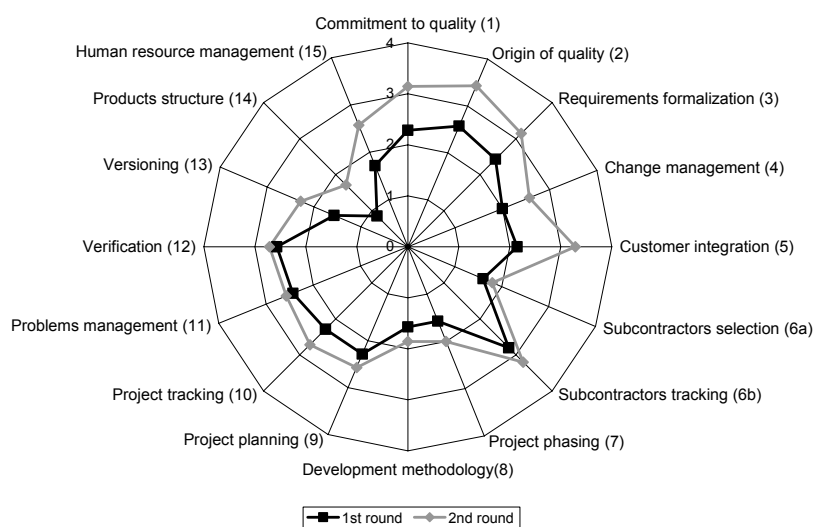 Commitment to quality (1)
4
Human resource management (15)
Origin of quality (2)
3
Products structure (14)
Requirements formalization (3)
2
Versioning (13)
Change management (4)
1
Verification (12)
0
Customer integration (5)
Problems management (11)
Subcontractors selection (6a)
Project tracking (10)
Subcontractors tracking (6b)
Project planning (9)
Project phasing (7)
Development methodology(8)
1st round
2nd round